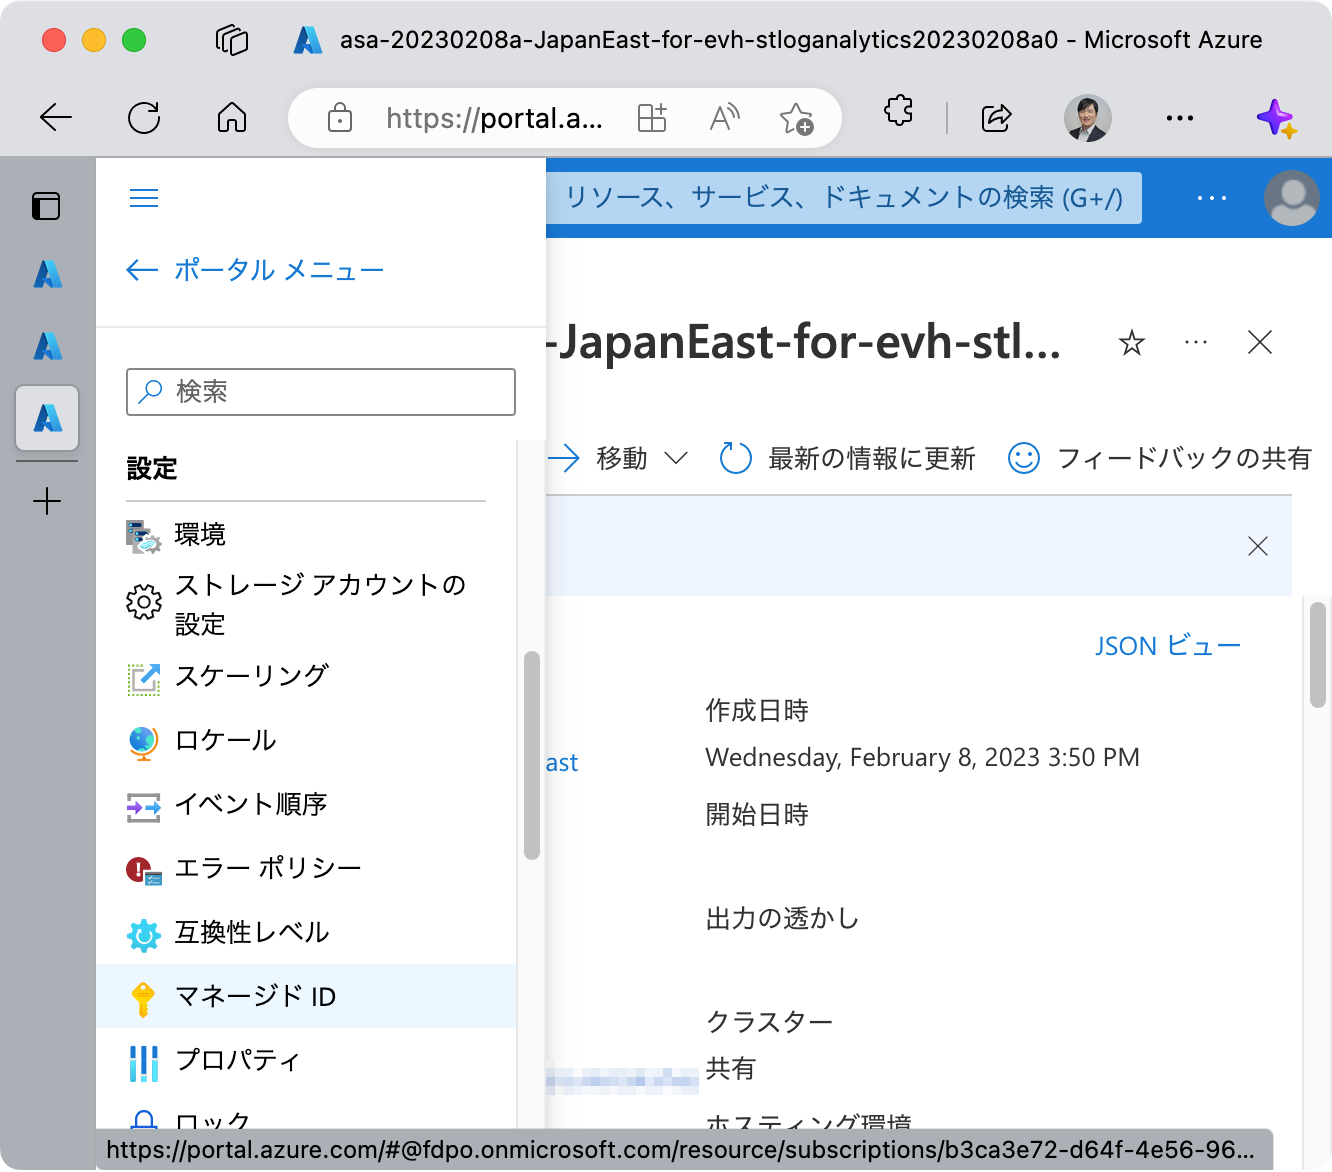 asa-20230208a-JapanEast-for-evh-stloganalytics20230208a0 - Microsoft Azure
https://portal.a...
リソース、サービス、ドキュメントの検索 (G+/)
ポータル メニュー
-JapanEast-for-evh-stl...
検索
移動
最新の情報に更新
フィードバックの共有
設定
環境
ストレージ アカウントの
設定
スケーリング
ロケール
イベント順序
エラー ポリシー
互換性レベル
マネージド ID
プロパティ
ロック
JSON ビュー
作成日時
ast
Wednesday, February 8, 2023 3:50 PM
開始日時
出力の透かし
クラスター
共有
ホスティング環境
https://portal.azure.com/#@fdpo.onmicrosoft.com/resource/subscriptions/b3ca3e72-d64f-4e56-96...